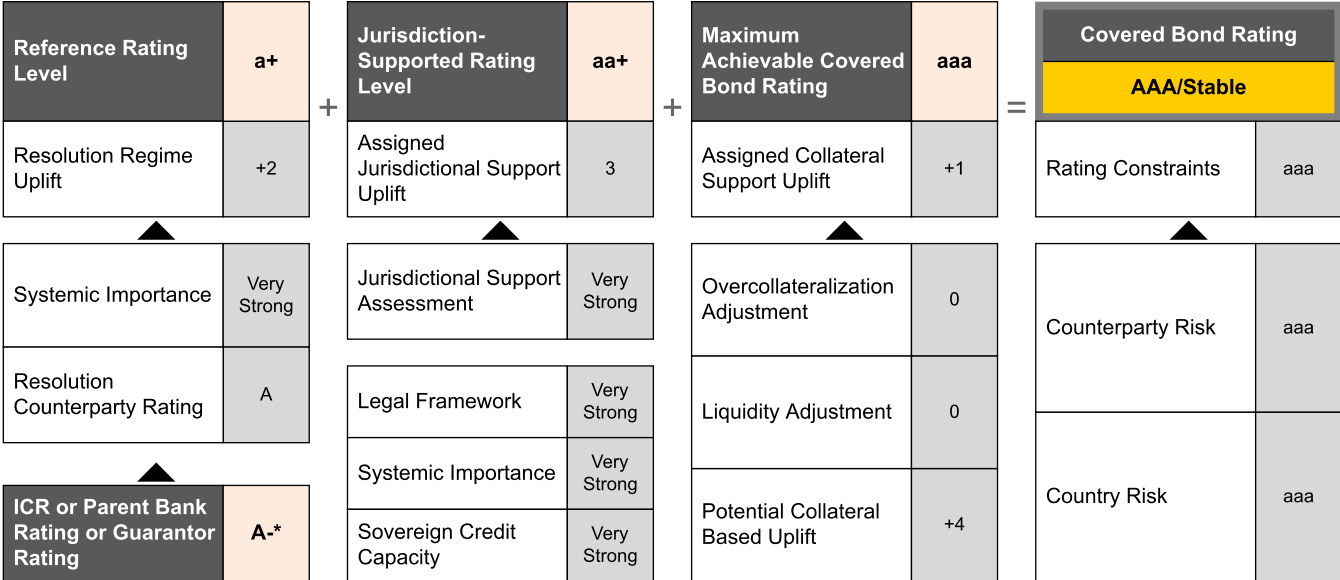 Reference Rating
Level
a+
Resolution Regime
Uplift
+2
Systemic Importance
Very
Strong
Resolution
Counterparty Rating
A
ICR or Parent Bank
Rating or Guarantor
Rating
A-*
+
Jurisdiction-
Supported Rating
Level
aa+
Assigned
Jurisdictional Support
Uplift
3
Jurisdictional Support
Assessment
Very
Strong
Legal Framework
Very
Strong
Systemic Importance
Very
Strong
Sovereign Credit
Capacity
Very
Strong
+
Maximum
Achievable Covered
Bond Rating
aaa
Assigned Collateral
Support Uplift
+1
Overcollateralization
Adjustment
0
Liquidity Adjustment
0
Potential Collateral
Based Uplift
+4
=
Covered Bond Rating
AAA/Stable
Rating Constraints
aaa
Counterparty Risk
aaa
Country Risk
aaa